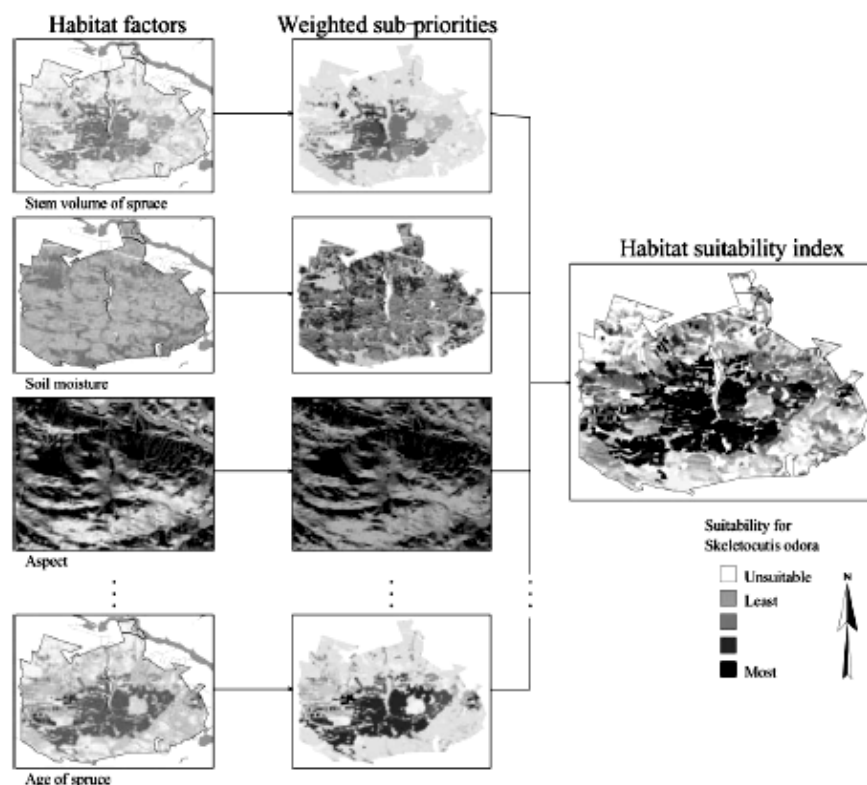 Habitat factors
Weighted sub-priorities
Stem volume of spruce
Soil moisture
Habitat suitability index
Aspect
Suitability for
Skeletocutis odora
Unsuitable
Least
Most
N
Age of spruce